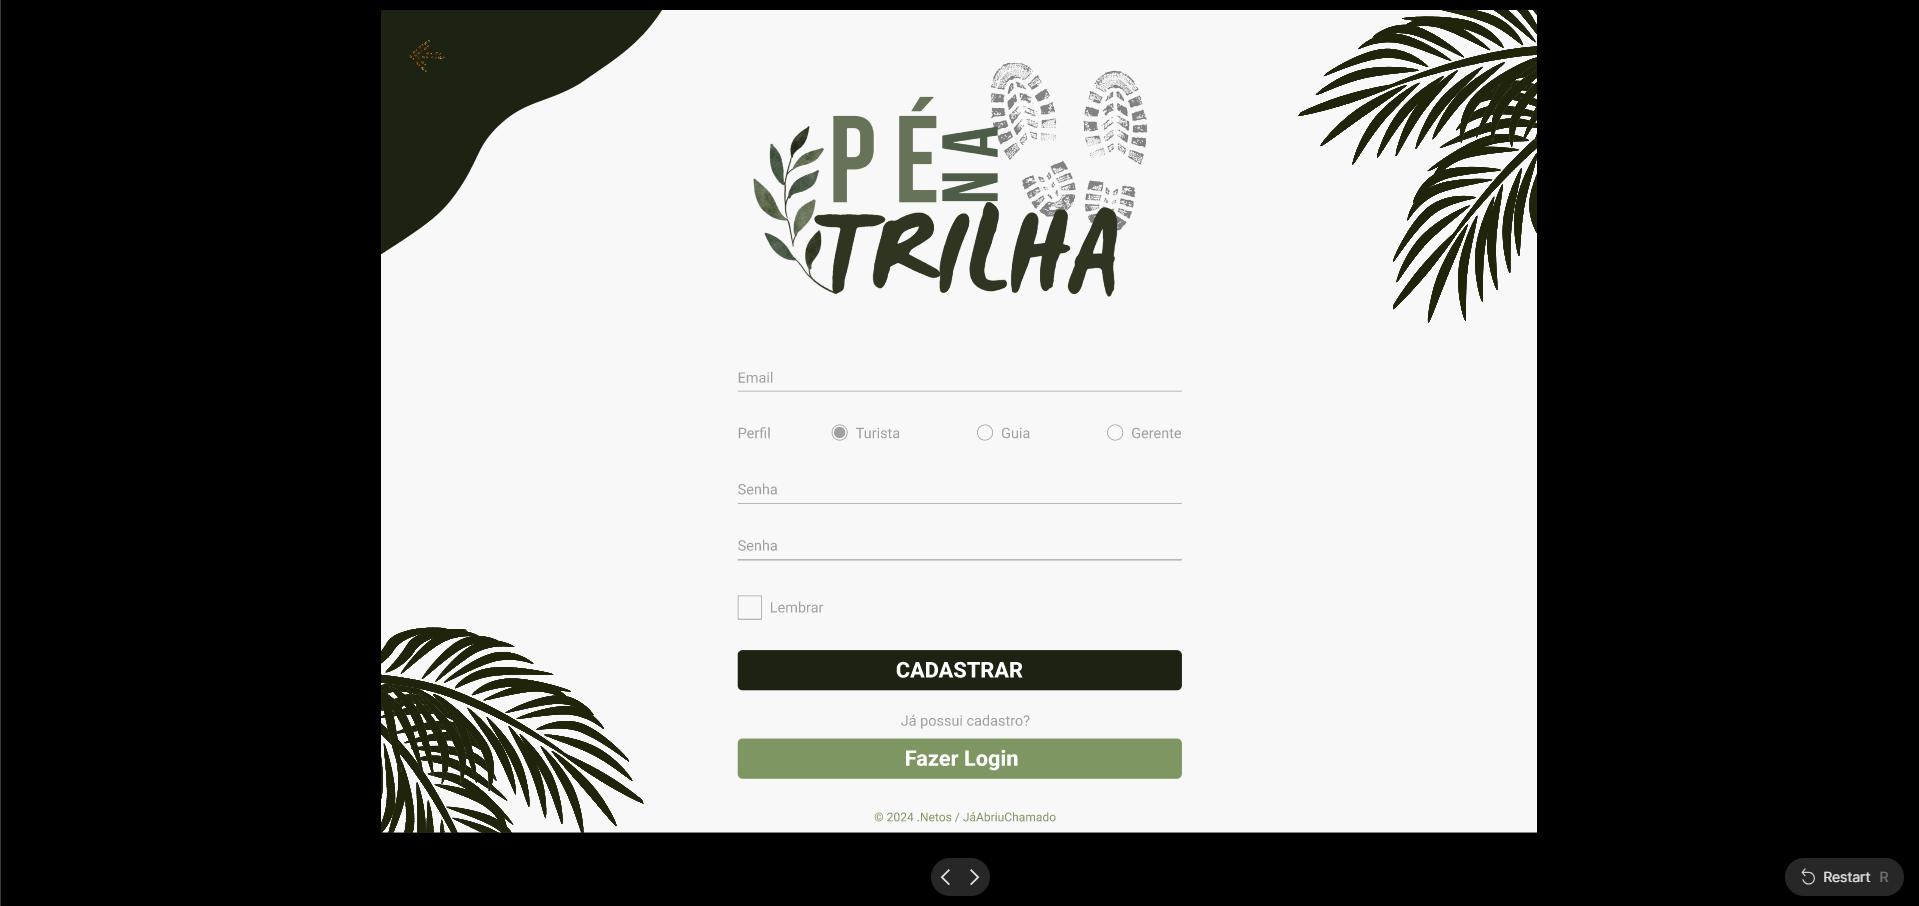 PÉ NA
TRILHA
Email
Perfil Turista Guia Gerente
Senha
Senha
Lembrar
CADASTRAR
Já possui cadastro?
Fazer Login
© 2024 .Netos / JáAbriuChamado
Restart R